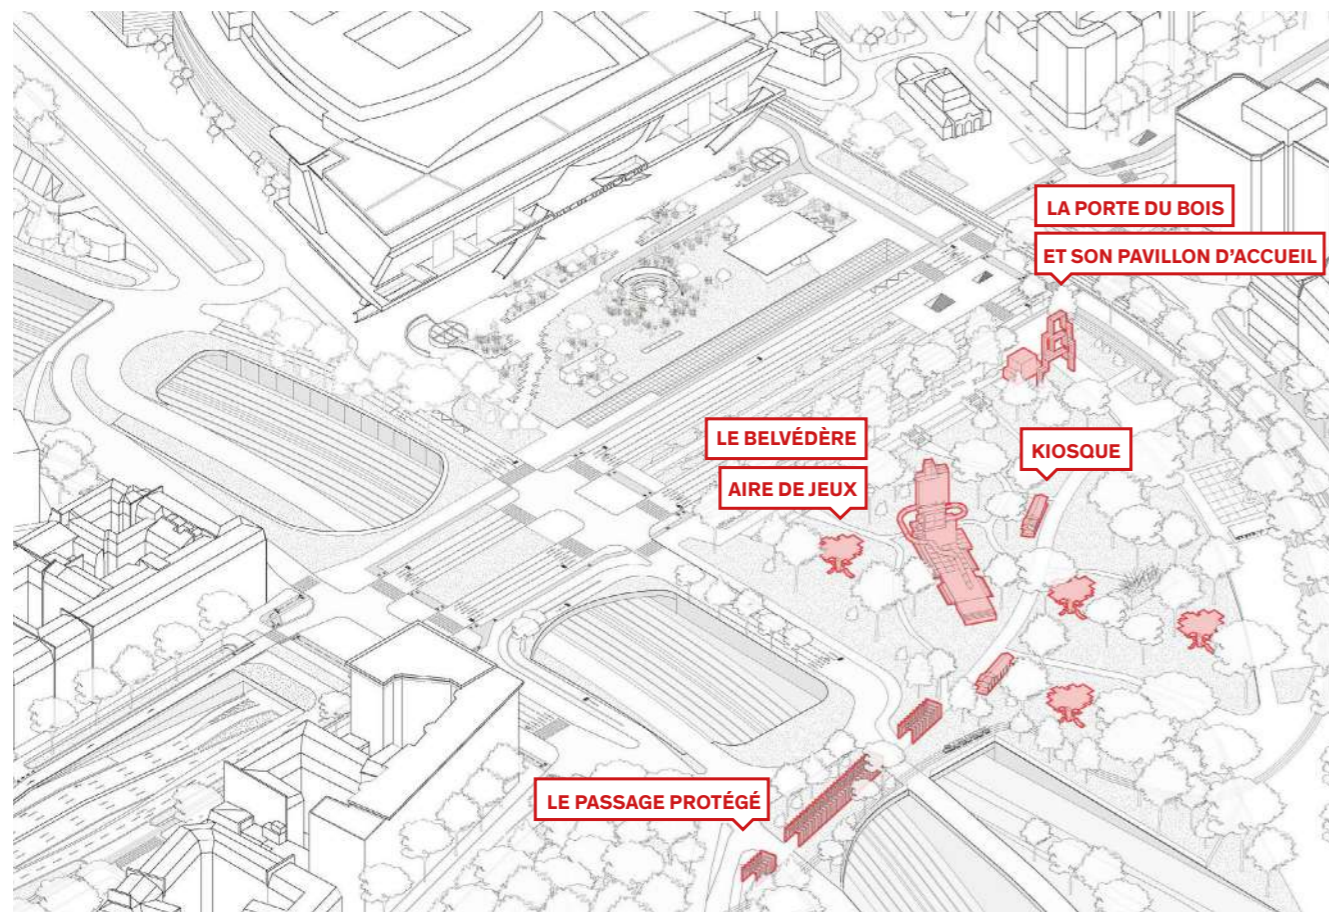 LA PORTE DU BOIS
ET SON PAVILLON D'ACCUEIL
LE BELVÉDÈRE
AIRE DE JEUX
KIOSQUE
LE PASSAGE PROTÉGÉ